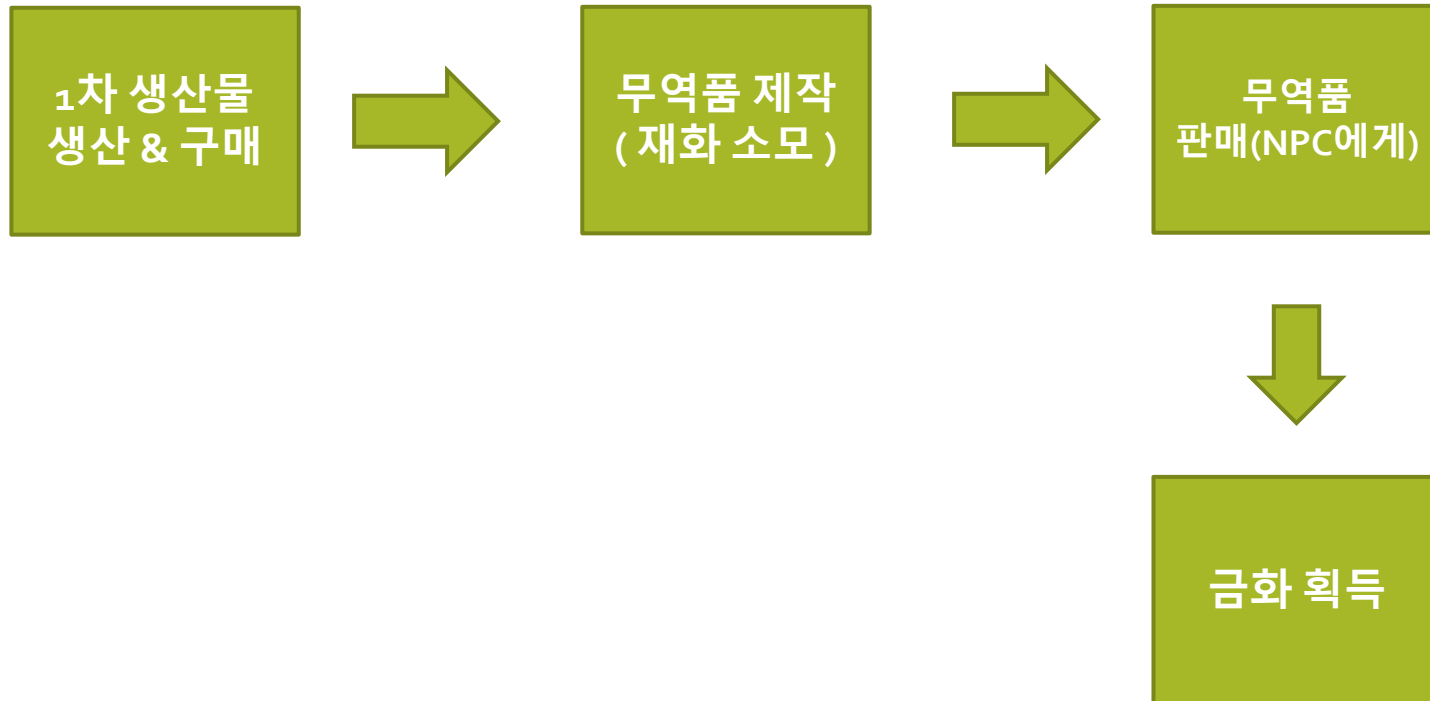 1차 생산물
생산 & 구매
무역품 제작
( 재화 소모 )
무역품
판매(NPC에게)
금화 획득